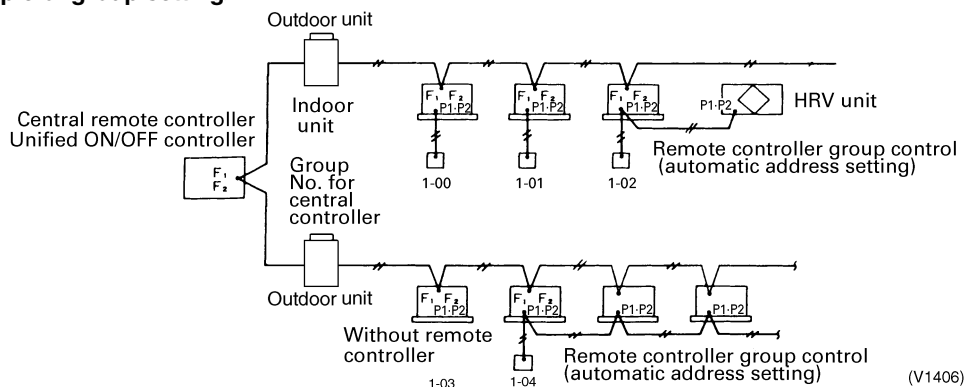 Outdoor unit
Indoor
unit
F₁ F₂
P1·P2
F₁ F₂
P1·P2
F₁ F₂
P1·P2
P1·P2
HRV unit
Central remote controller
Unified ON/OFF controller
F₁
F₂
Group
No. for
central
controller
1-00
1-01
1-02
Remote controller group control
(automatic address setting)
Outdoor unit
F₁ F₂
P1·P2
F₁ F₂
P1·P2
P1·P2
P1·P2
Without remote
controller
1-03
1-04
Remote controller group control
(automatic address setting)
(V1406)